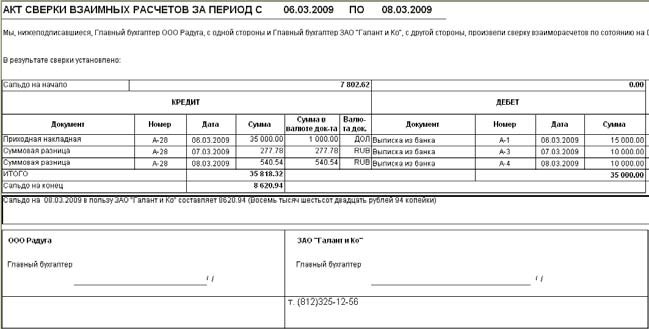 АКТ СВЕРКИ ВЗАИМНЫХ РАСЧЕТОВ ЗА ПЕРИОД С 06.03.2009 ПО 08.03.2009
Мы, нижеподписавшиеся, Главный бухгалтер ООО Радуга, с одной стороны и Главный бухгалтер ЗАО "Галант и Ко", с другой стороны, произвели сверку взаиморасчетов по состоянию на
В результате сверки установлено:
Сальдо на начало 7 802.62 0.00
КРЕДИТ ДЕБЕТ
Документ Номер Дата Сумма Сумма в валюте док-та Валю-та док. Документ Номер Дата Сумма
Приходная накладная А-28 06.03.2009 35 000.00 1 000.00 ДОЛ Выписка из банка А-1 06.03.2009 15 000.00
Суммовая разница А-28 07.03.2009 277.78 277.78 RUB Выписка из банка А-3 07.03.2009 10 000.00
Суммовая разница А-28 08.03.2009 540.54 540.54 RUB Выписка из банка А-4 08.03.2009 10 000.00
ИТОГО 35 818.32 35 000.00
Сальдо на конец 8 620.94
Сальдо на 08.03.2009 в пользу ЗАО "Галант и Ко" составляет 8620.94 (Восемь тысяч шестьсот двадцать рублей 94 копейки)
ООО Радуга ЗАО "Галант и Ко"
Главный бухгалтер / / Главный бухгалтер / /
т. (812)325-12-56